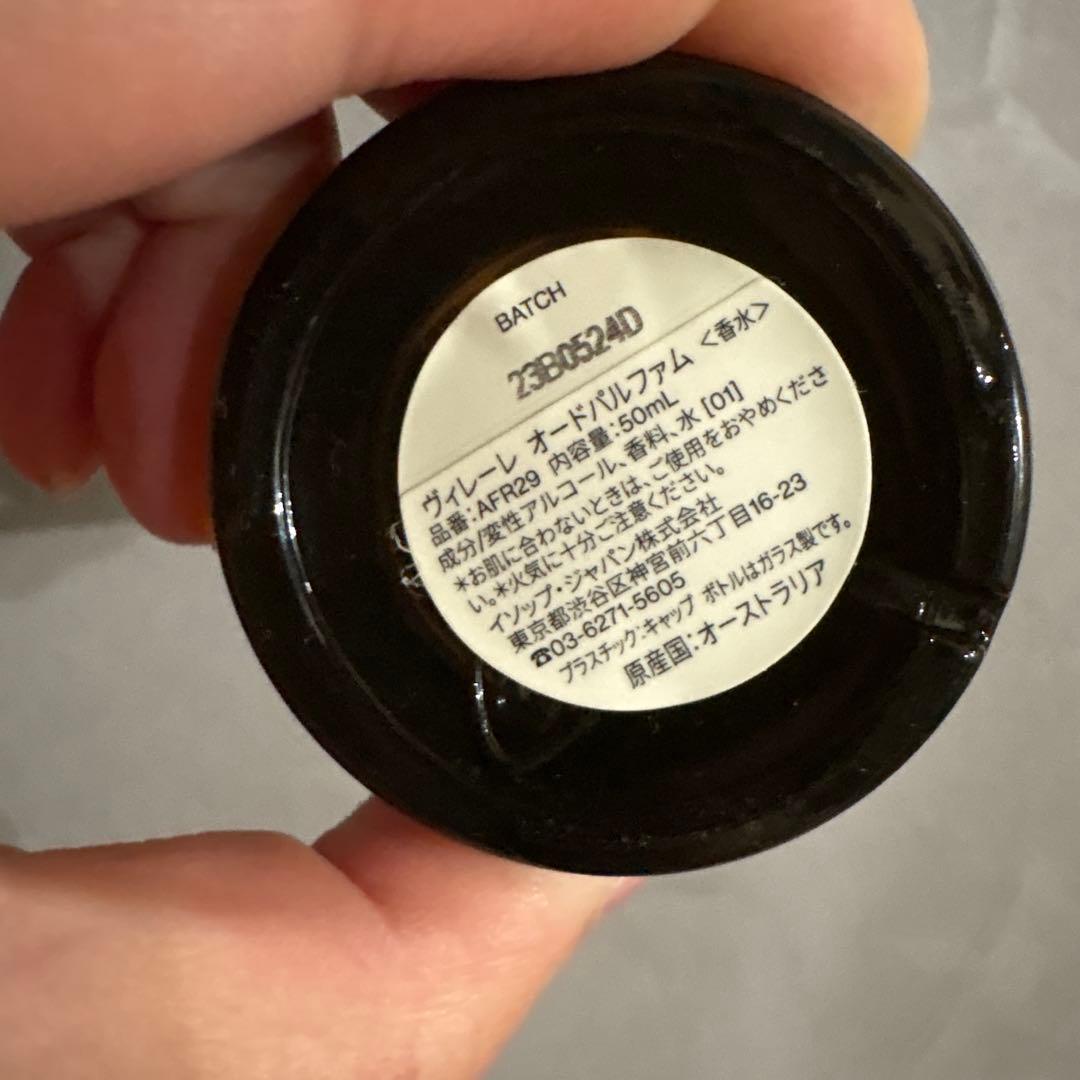 BATCH
23B0524D
ヴィレーレ オードパルファム <香水>
品番:AFR29 内容量:50mL
成分/変性アルコール、香料、水 [01]
*お肌に合わないときは、ご使用をおやめくださ
い。*火気に十分ご注意ください。
イソップ・ジャパン株式会社
東京都渋谷区神宮前六丁目16-23
☎03-6271-5605
プラスチック:キャップ ボトルはガラス製です。
原産国:オーストラリア